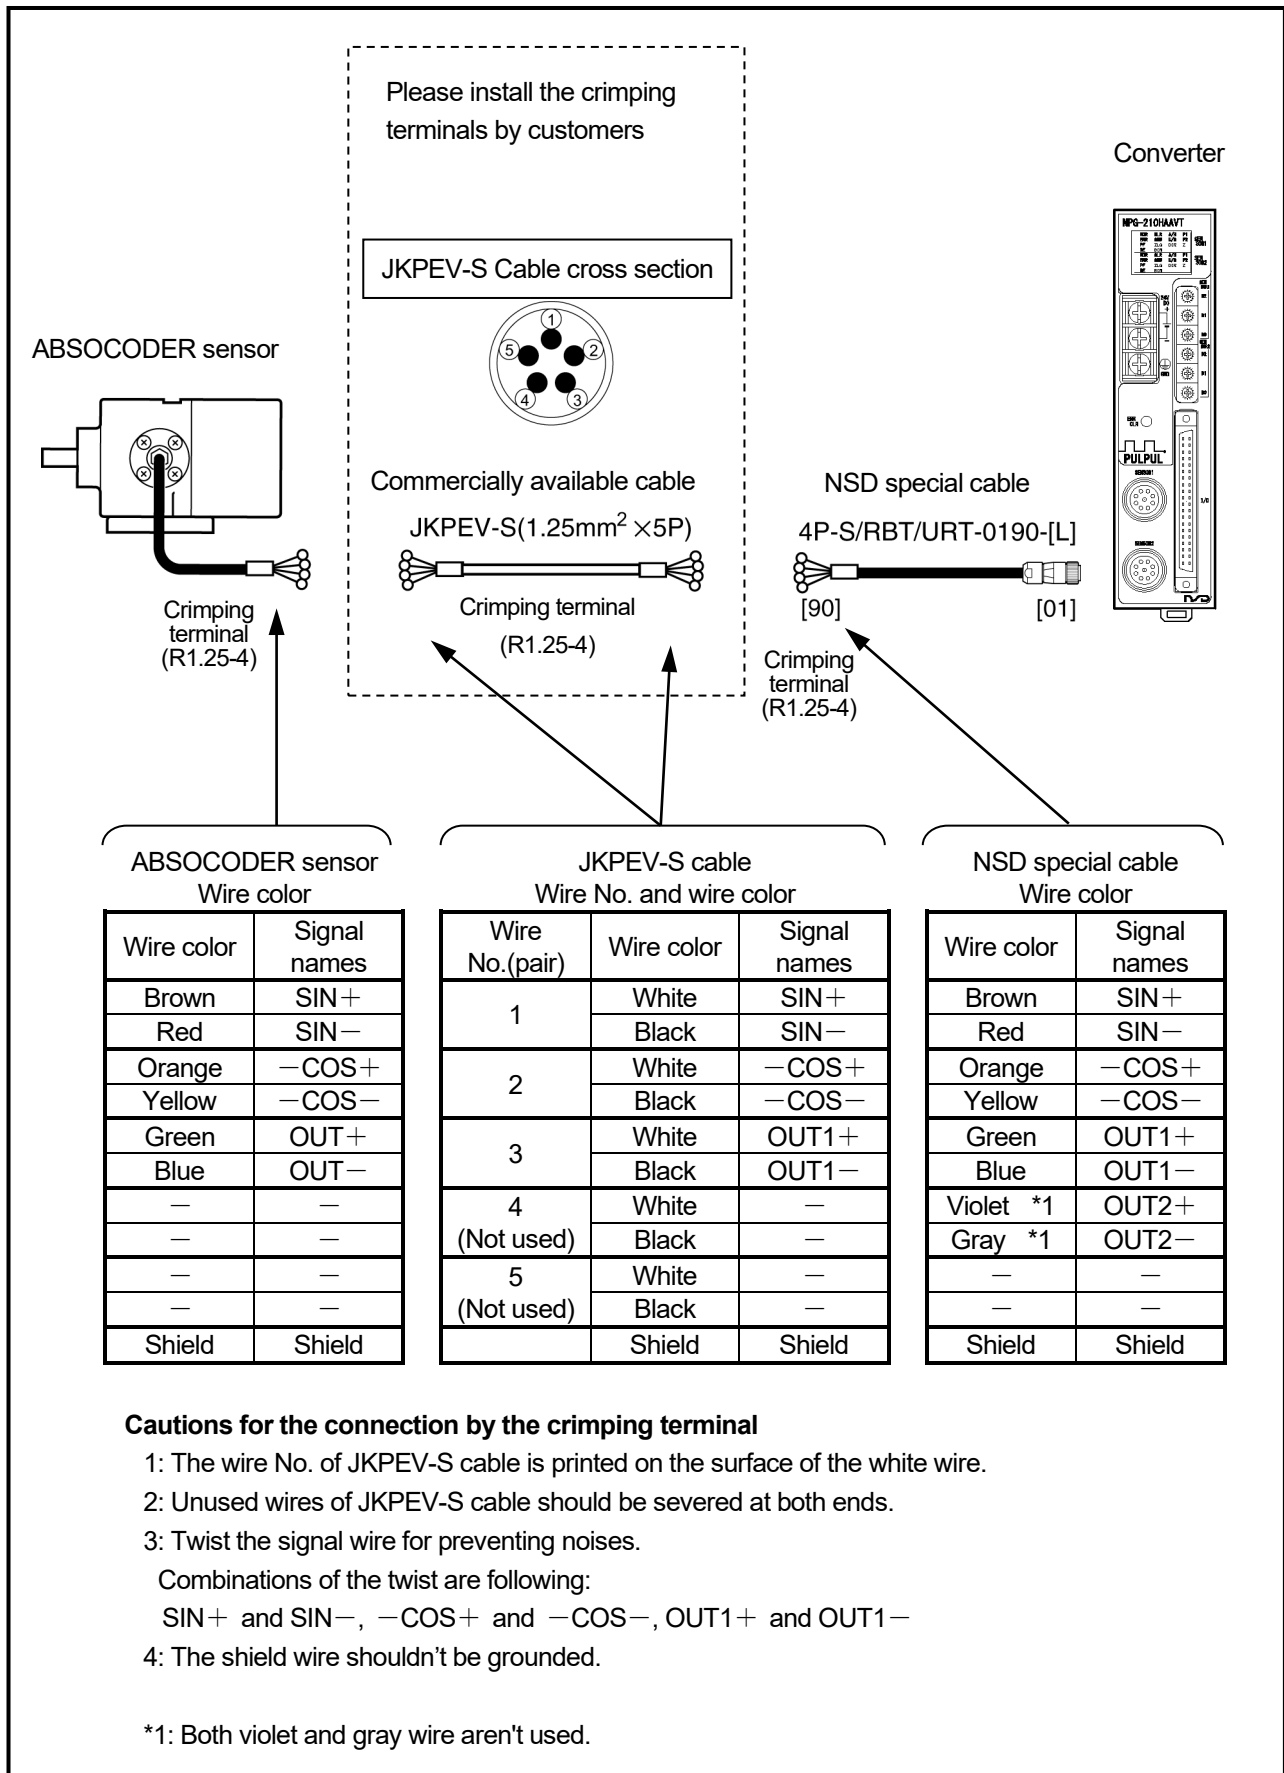 Please install the crimping
terminals by customers
Converter
MPG-210HAAVT
JKPEV-S Cable cross section
1
5
2
4
3
ABSOCODER sensor
PULPUL
SENSOR1
SENSOR2
I/O
NSD
Commercially available cable
JKPEV-S(1.25mm² ×5P)
NSD special cable
4P-S/RBT/URT-0190-[L]
[90]
[01]
Crimping
terminal
(R1.25-4)
Crimping terminal
(R1.25-4)
Crimping
terminal
(R1.25-4)
ABSOCODER sensor
Wire color
Wire color Signal names
Brown SIN+
Red SIN−
Orange −COS+
Yellow −COS−
Green OUT+
Blue OUT−
− −
− −
− −
− −
Shield Shield
JKPEV-S cable
Wire No. and wire color
Wire No.(pair) Wire color Signal names
1 White SIN+
Black SIN−
2 White −COS+
Black −COS−
3 White OUT1+
Black OUT1−
4 White −
(Not used) Black −
5 White −
(Not used) Black −
Shield Shield
NSD special cable
Wire color
Wire color Signal names
Brown SIN+
Red SIN−
Orange −COS+
Yellow −COS−
Green OUT1+
Blue OUT1−
Violet *1 OUT2+
Gray *1 OUT2−
− −
− −
Shield Shield
Cautions for the connection by the crimping terminal
1: The wire No. of JKPEV-S cable is printed on the surface of the white wire.
2: Unused wires of JKPEV-S cable should be severed at both ends.
3: Twist the signal wire for preventing noises.
Combinations of the twist are following:
SIN+ and SIN−, −COS+ and −COS−, OUT1+ and OUT1−
4: The shield wire shouldn't be grounded.
*1: Both violet and gray wire aren't used.